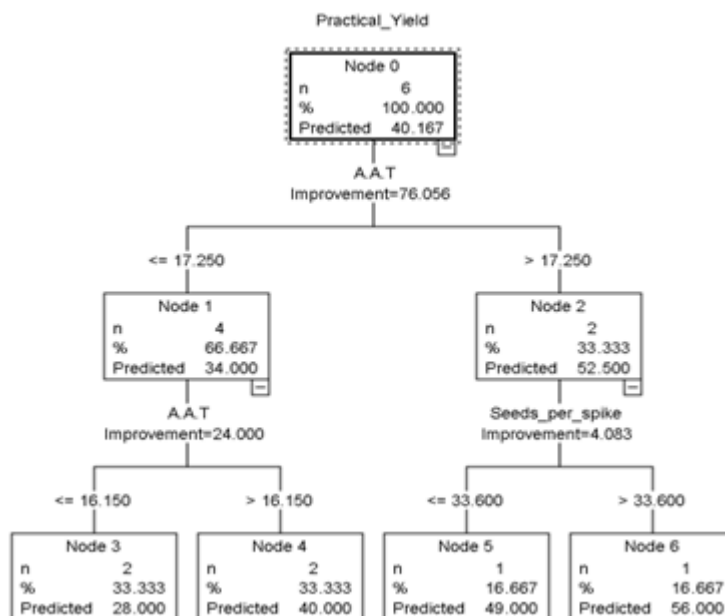 Practical_Yield
Node 0
n 6
% 100.000
Predicted 40.167
A.A.T
Improvement=76.056
<= 17.250
> 17.250
Node 1
n 4
% 66.667
Predicted 34.000
Node 2
n 2
% 33.333
Predicted 52.500
A.A.T
Improvement=24.000
Seeds_per_spike
Improvement=4.083
<= 16.150
> 16.150
<= 33.600
> 33.600
Node 3
n 2
% 33.333
Predicted 28.000
Node 4
n 2
% 33.333
Predicted 40.000
Node 5
n 1
% 16.667
Predicted 49.000
Node 6
n 1
% 16.667
Predicted 56.000